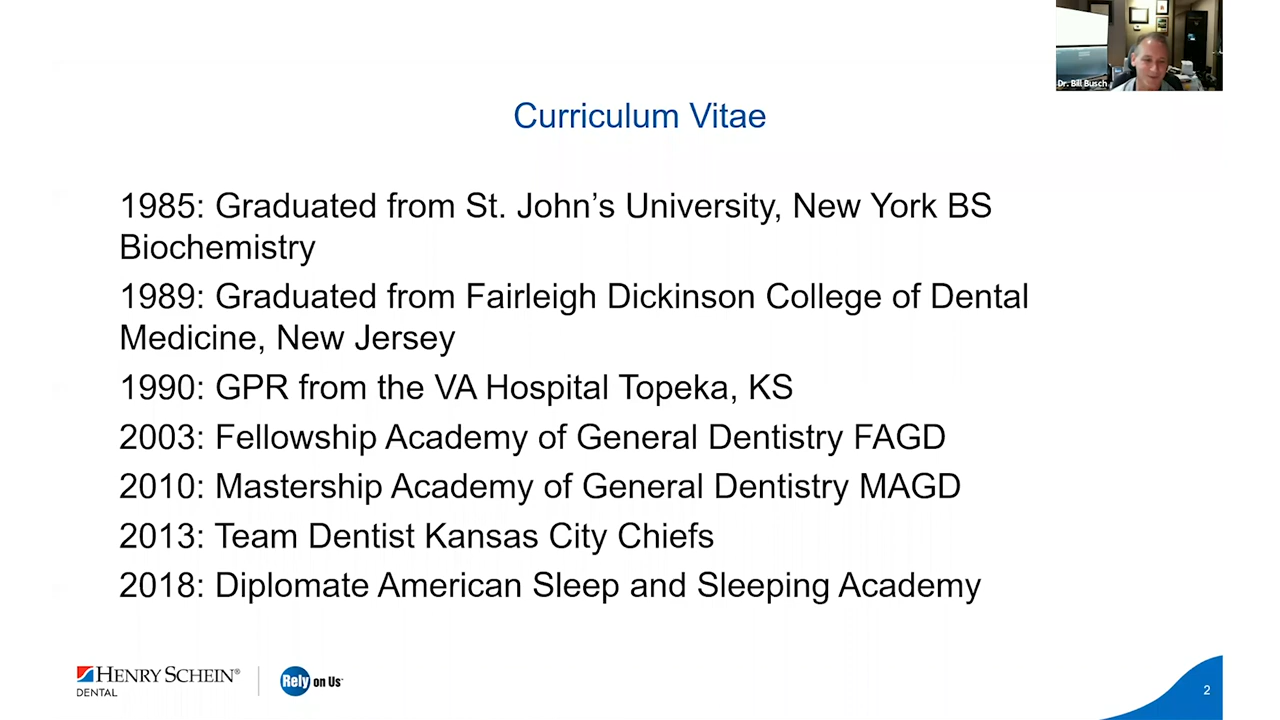 Dr. Bill Busch
Curriculum Vitae
1985: Graduated from St. John’s University, New York BS
Biochemistry
1989: Graduated from Fairleigh Dickinson College of Dental
Medicine, New Jersey
1990: GPR from the VA Hospital Topeka, KS
2003: Fellowship Academy of General Dentistry FAGD
2010: Mastership Academy of General Dentistry MAGD
2013: Team Dentist Kansas City Chiefs
2018: Diplomate American Sleep and Sleeping Academy
HENRY SCHEIN®
DENTAL
Rely on Us
2